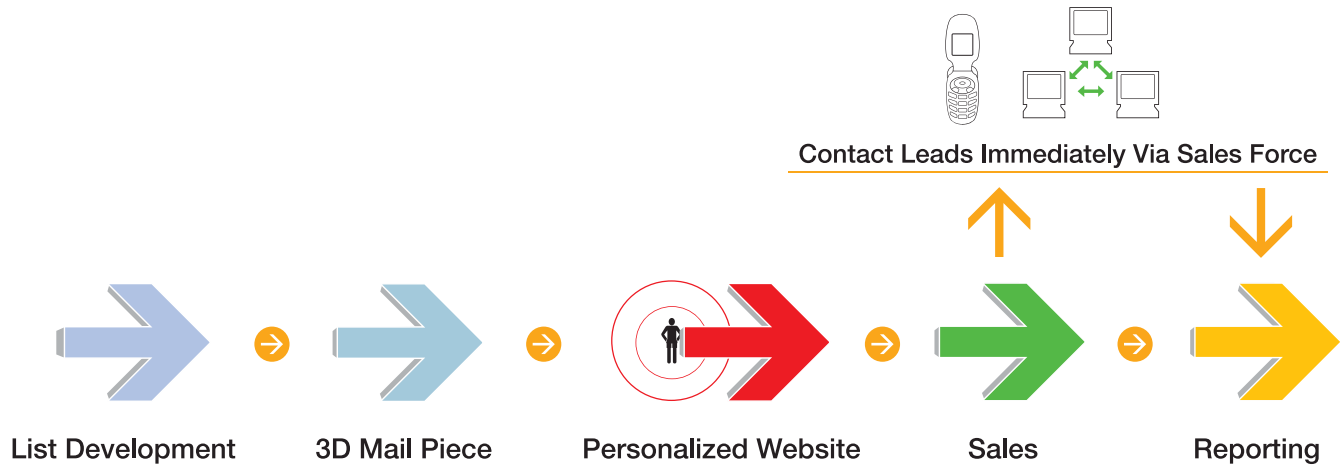 Contact Leads Immediately Via Sales Force
List Development
3D Mail Piece
Personalized Website
Sales
Reporting